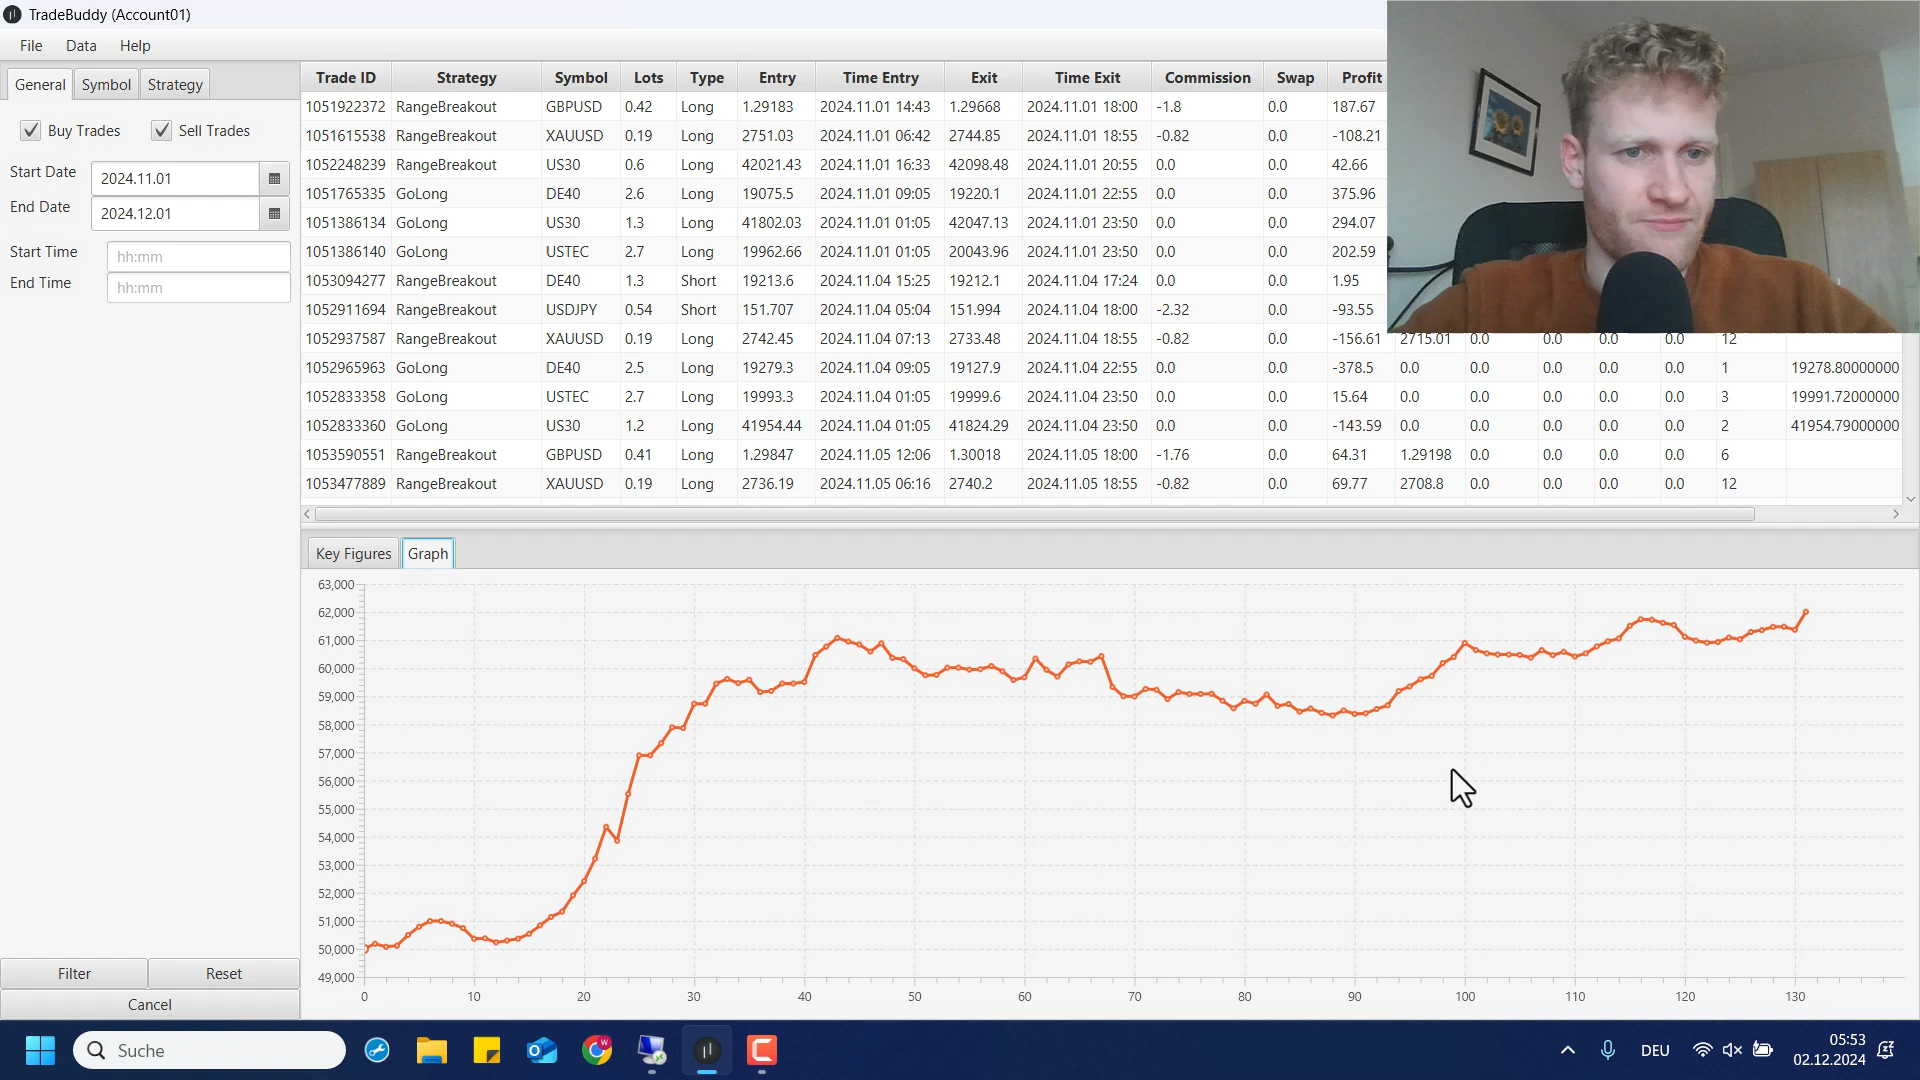 TradeBuddy (Account01)
File Data Help
General Symbol Strategy
Buy Trades Sell Trades
Start Date 2024.11.01
End Date 2024.12.01
Start Time hh:mm
End Time hh:mm
Filter Reset
Cancel
Trade ID Strategy Symbol Lots Type Entry Time Entry Exit Time Exit Commission Swap Profit
1051922372 RangeBreakout GBPUSD 0.42 Long 1.29183 2024.11.01 14:43 1.29668 2024.11.01 18:00 -1.8 0.0 187.67
1051615538 RangeBreakout XAUUSD 0.19 Long 2751.03 2024.11.01 06:42 2744.85 2024.11.01 18:55 -0.82 0.0 -108.21
1052248239 RangeBreakout US30 0.6 Long 42021.43 2024.11.01 16:33 42098.48 2024.11.01 20:55 0.0 0.0 42.66
1051765335 GoLong DE40 2.6 Long 19075.5 2024.11.01 09:05 19220.1 2024.11.01 22:55 0.0 0.0 375.96
1051386134 GoLong US30 1.3 Long 41802.03 2024.11.01 01:05 42047.13 2024.11.01 23:50 0.0 0.0 294.07
1051386140 GoLong USTEC 2.7 Long 19962.66 2024.11.01 01:05 20043.96 2024.11.01 23:50 0.0 0.0 202.59
1053094277 RangeBreakout DE40 1.3 Short 19213.6 2024.11.04 15:25 19212.1 2024.11.04 17:24 0.0 0.0 1.95
1052911694 RangeBreakout USDJPY 0.54 Short 151.707 2024.11.04 05:04 151.994 2024.11.04 18:00 -2.32 0.0 -93.55
1052937587 RangeBreakout XAUUSD 0.19 Long 2742.45 2024.11.04 07:13 2733.48 2024.11.04 18:55 -0.82 0.0 -156.61 2715.01 0.0 0.0 0.0 0.0 12
1052965963 GoLong DE40 2.5 Long 19279.3 2024.11.04 09:05 19127.9 2024.11.04 22:55 0.0 0.0 -378.5 0.0 0.0 0.0 0.0 0.0 1 19278.80000000
1052833358 GoLong USTEC 2.7 Long 19993.3 2024.11.04 01:05 19999.6 2024.11.04 23:50 0.0 0.0 15.64 0.0 0.0 0.0 0.0 0.0 3 19991.72000000
1052833360 GoLong US30 1.2 Long 41954.44 2024.11.04 01:05 41824.29 2024.11.04 23:50 0.0 0.0 -143.59 0.0 0.0 0.0 0.0 0.0 2 41954.79000000
1053590551 RangeBreakout GBPUSD 0.41 Long 1.29847 2024.11.05 12:06 1.30018 2024.11.05 18:00 -1.76 0.0 64.31 1.29198 0.0 0.0 0.0 0.0 6
1053477889 RangeBreakout XAUUSD 0.19 Long 2736.19 2024.11.05 06:16 2740.2 2024.11.05 18:55 -0.82 0.0 69.77 2708.8 0.0 0.0 0.0 0.0 12
Key Figures Graph
63,000
62,000
61,000
60,000
59,000
58,000
57,000
56,000
55,000
54,000
53,000
52,000
51,000
50,000
49,000
0 10 20 30 40 50 60 70 80 90 100 110 120 130
Suche
DEU
05:53
02.12.2024